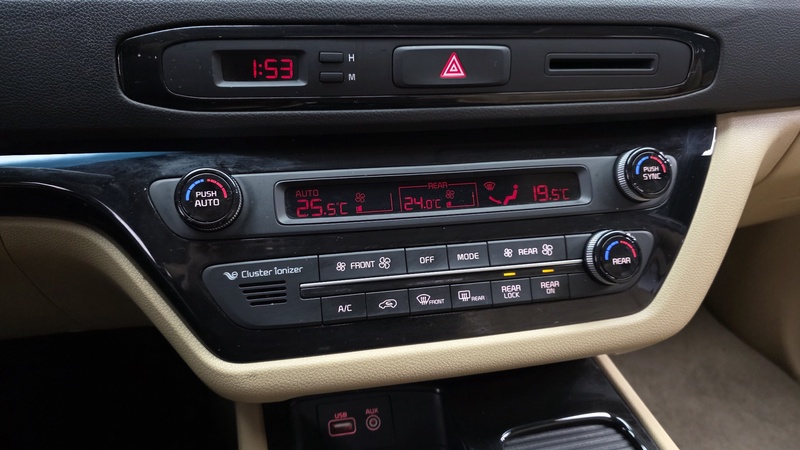 1:53
H
M
PUSH
AUTO
AUTO
25.5°C
REAR
24.0°C
19.5°C
PUSH
SYNC
Cluster ionizer
FRONT
OFF
MODE
REAR
REAR
A/C
FRONT
REAR
REAR
LOCK
REAR
ON
USB
AUX